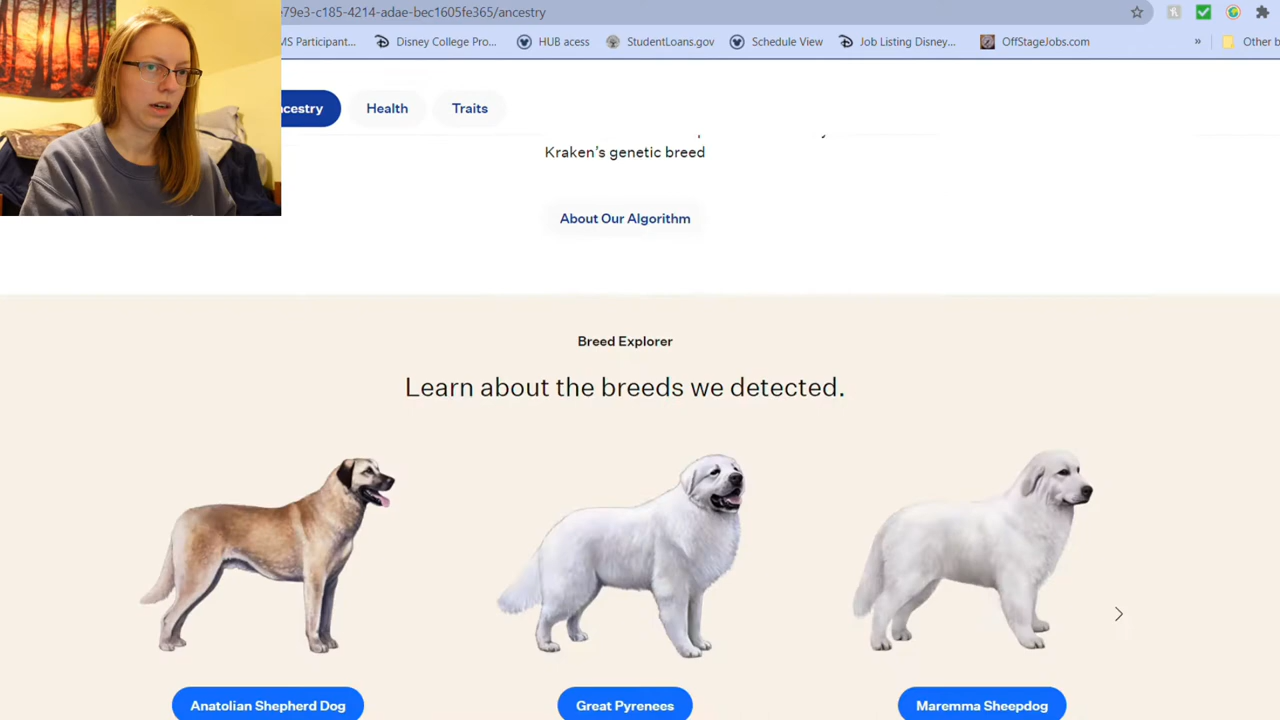 e79e3-c185-4214-adae-bec1605fe365/ancestry
MS Participant...
Disney College Pro...
HUB acess
StudentLoans.gov
Schedule View
Job Listing Disney...
OffStageJobs.com
»
Other b
cestry
Health
Traits
Kraken's genetic breed
About Our Algorithm
Breed Explorer
Learn about the breeds we detected.
Anatolian Shepherd Dog
Great Pyrenees
Maremma Sheepdog